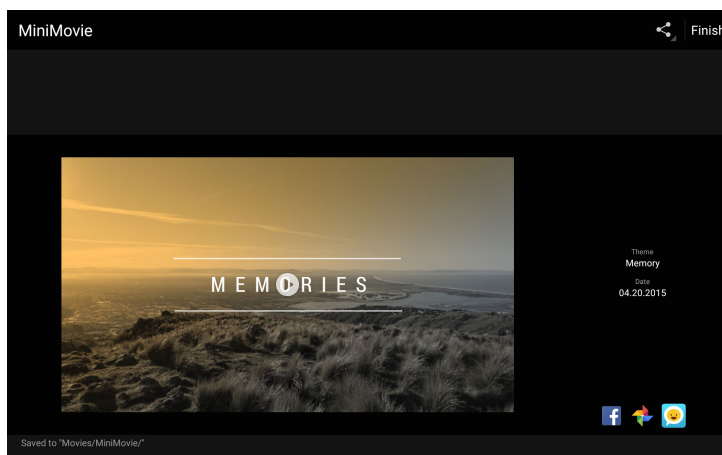 MiniMovie
Finish
MEMORIES
Theme
Memory
Date
04.20.2015
Saved to "Movies/MiniMovie/"